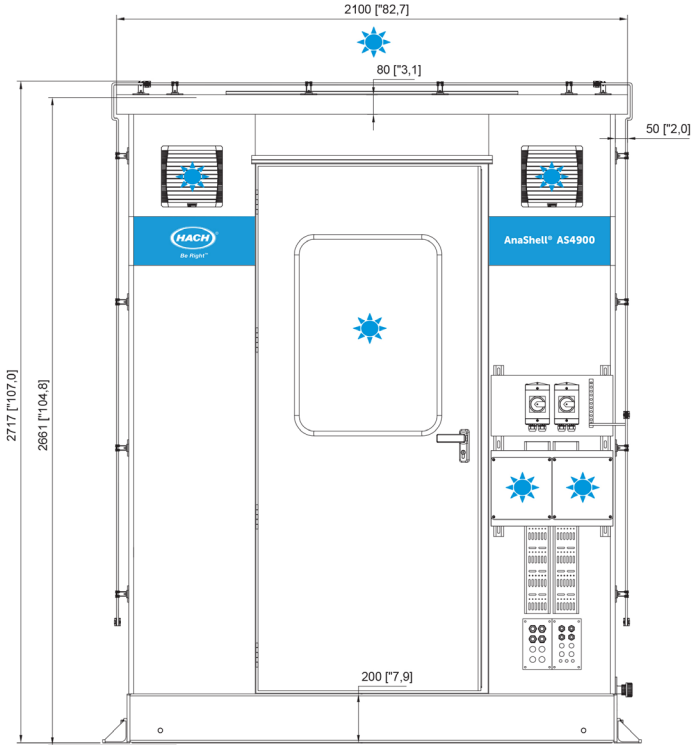 2100 ["82,7]
80 ["3,1]
50 ["2,0]
HACH
Be Right™
AnaShell® AS4900
2717 ["107,0]
2661 ["104,8]
200 ["7,9]